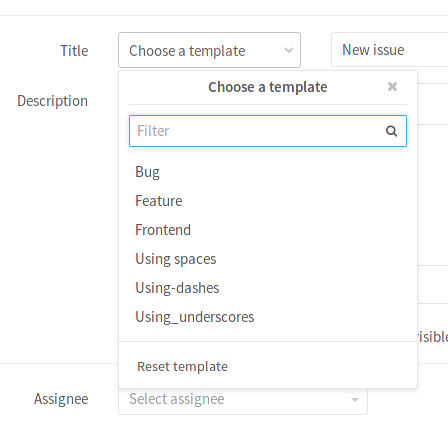 Title
Choose a template
New issue
Description
Choose a template
Filter
Bug
Feature
Frontend
Using spaces
Using-dashes
Using_underscores
Reset template
Assignee
Select assignee